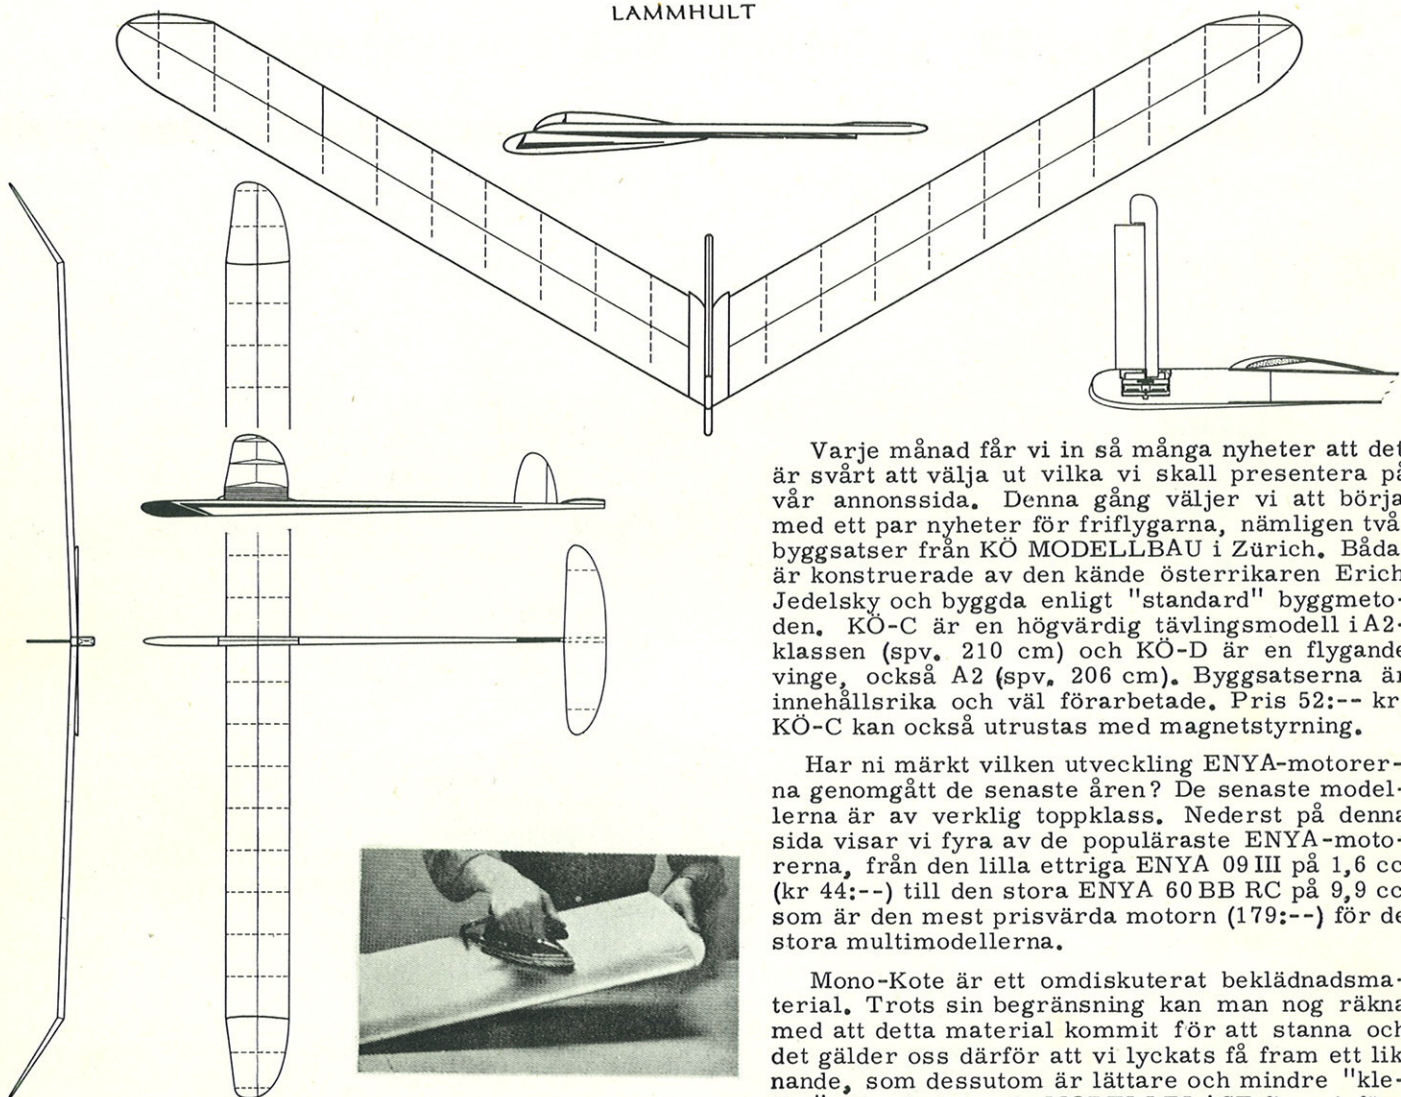 LAMMHULT
Varje månad får vi in så många nyheter att det
är svårt att välja ut vilka vi skall presentera på
vår annonssida. Denna gång väljer vi att börja
med ett par nyheter för friflygarna, nämligen två
byggsatser från KÖ MODELLBAU i Zürich. Båda
är konstruerade av den kände österrikaren Erich
Jedelsky och byggda enligt "standard" byggmeto-
den. KÖ-C är en högvärdig tävlingsmodell i A2-
klassen (spv. 210 cm) och KÖ-D är en flygande
vinge, också A2 (spv. 206 cm). Byggsatserna är
innehållsrika och väl förarbetade. Pris 52:-- kr
KÖ-C kan också utrustas med magnetstyrning.
Har ni märkt vilken utveckling ENYA-motorer-
na genomgått de senaste åren? De senaste model-
lerna är av verklig toppklass. Nederst på denna
sida visar vi fyra av de populäraste ENYA-moto-
rerna, från den lilla ettriga ENYA 09 III på 1,6 cc
(kr 44:--) till den stora ENYA 60 BB RC på 9,9 cc
som är den mest prisvärda motorn (179:--) för de
stora multimodellerna.
Mono-Kote är ett omdiskuterat beklädnadsma-
terial. Trots sin begränsning kan man nog räkna
med att detta material kommit för att stanna och
det gälder oss därför att vi lyckats få fram ett lik
nande, som dessutom är lättare och mindre "kle-